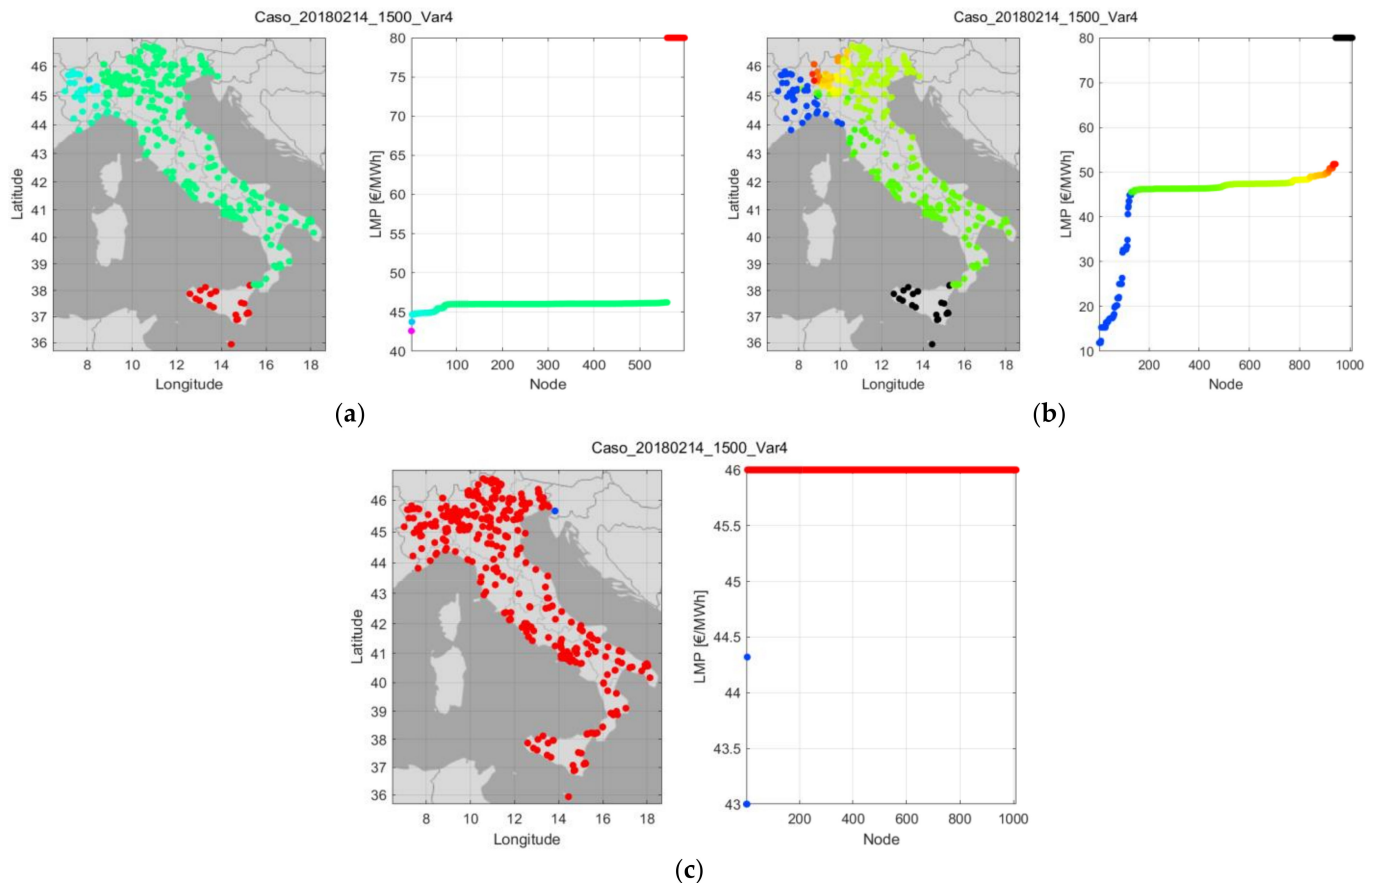 Caso_20180214_1500_Var4
46
45
44
43
42
41
40
39
38
37
36
Latitude
8 10 12 14 16 18
Longitude
80
75
70
65
60
55
50
45
40
LMP [€/MWh]
100 200 300 400 500
Node
(a)
Caso_20180214_1500_Var4
46
45
44
43
42
41
40
39
38
37
36
Latitude
8 10 12 14 16 18
Longitude
80
70
60
50
40
30
20
10
LMP [€/MWh]
200 400 600 800 1000
Node
(b)
Caso_20180214_1500_Var4
46
45
44
43
42
41
40
39
38
37
36
Latitude
8 10 12 14 16 18
Longitude
46
45.5
45
44.5
44
43.5
43
LMP [€/MWh]
200 400 600 800 1000
Node
(c)